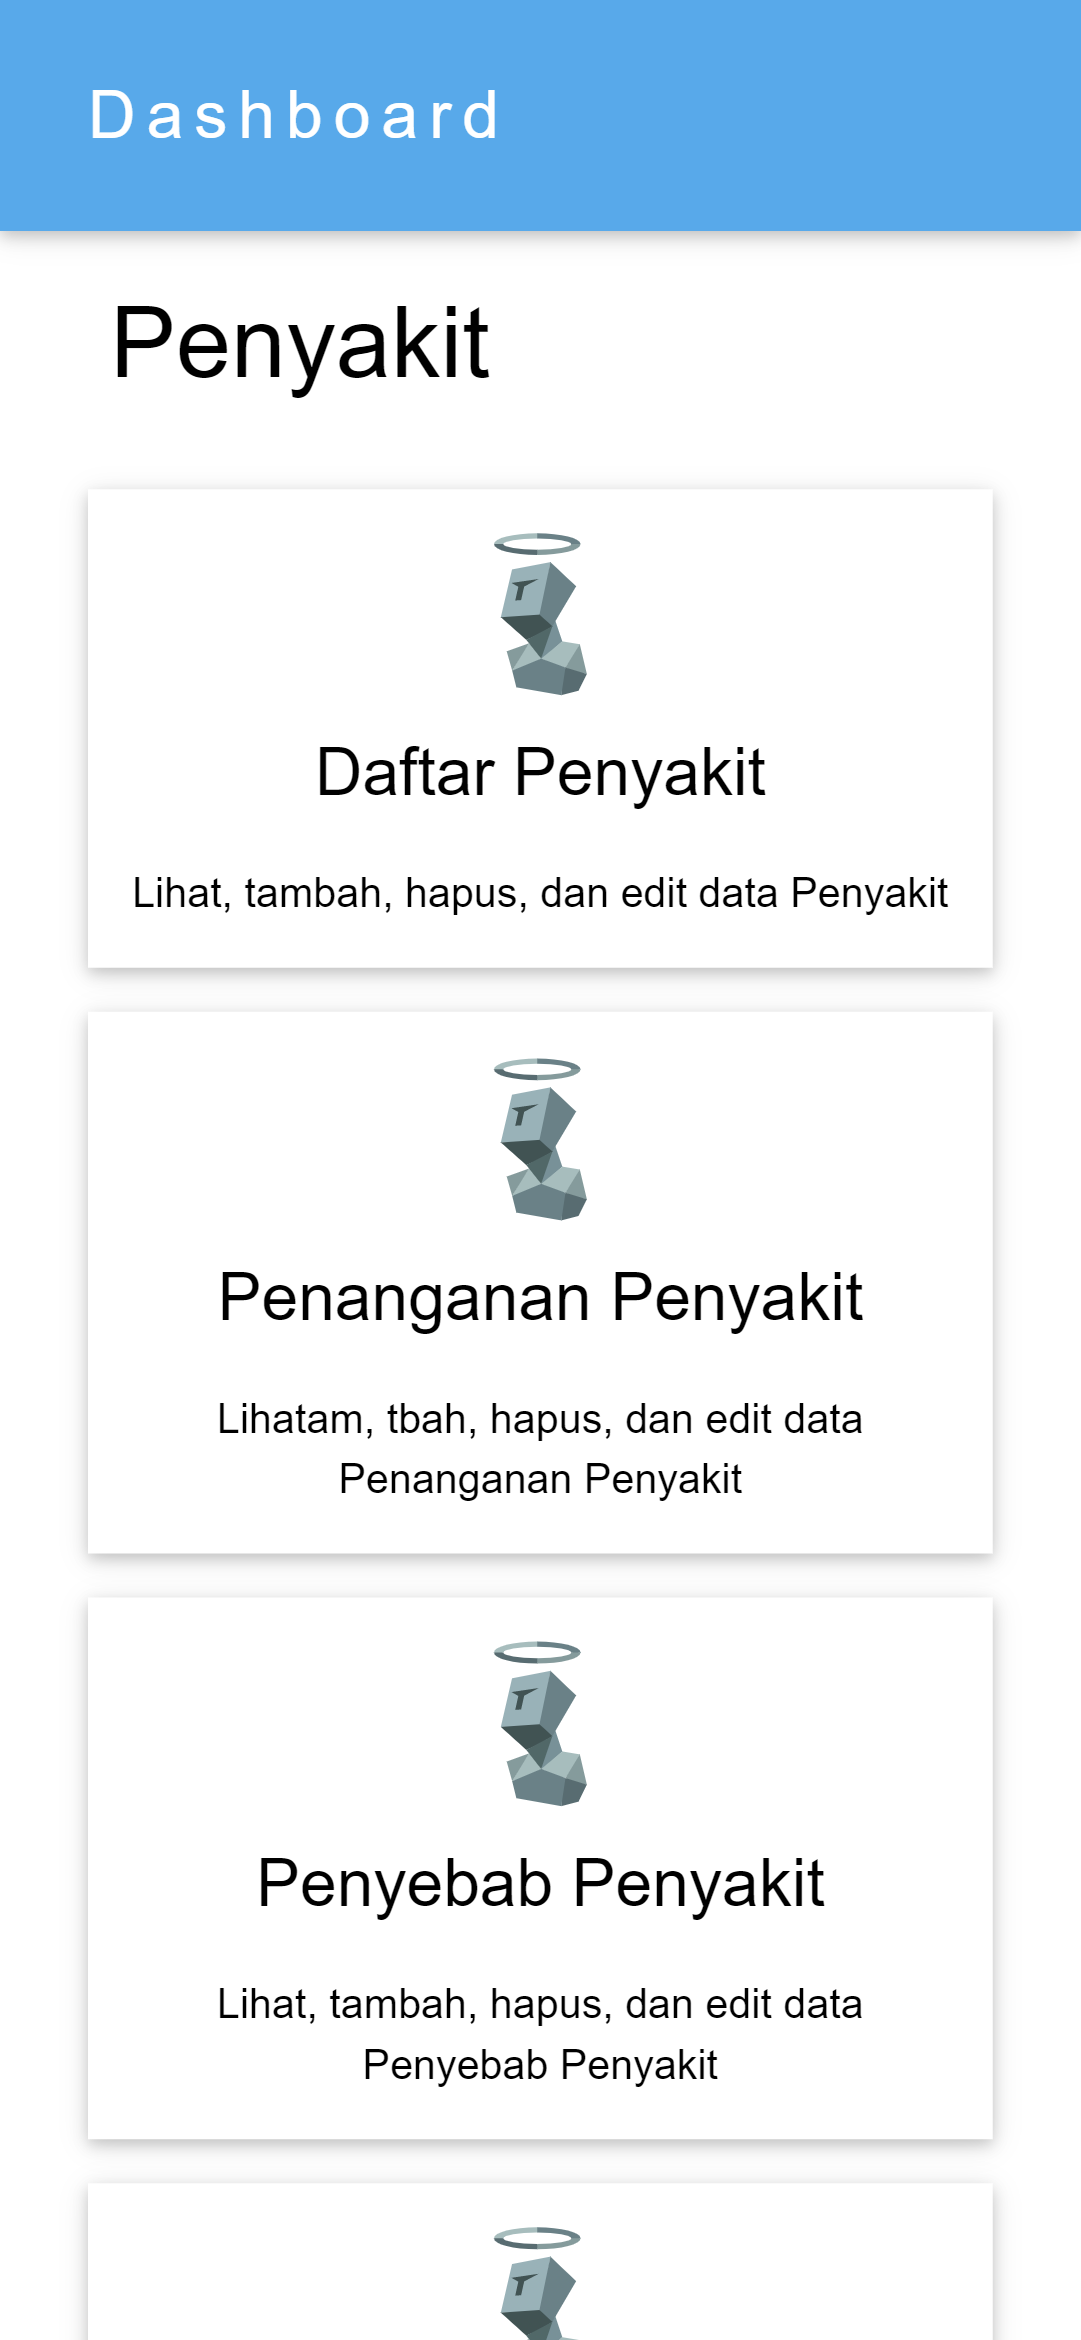 Dashboard
Penyakit
Daftar Penyakit
Lihat, tambah, hapus, dan edit data Penyakit
Penanganan Penyakit
Lihatam, tbah, hapus, dan edit data
Penanganan Penyakit
Penyebab Penyakit
Lihat, tambah, hapus, dan edit data
Penyebab Penyakit